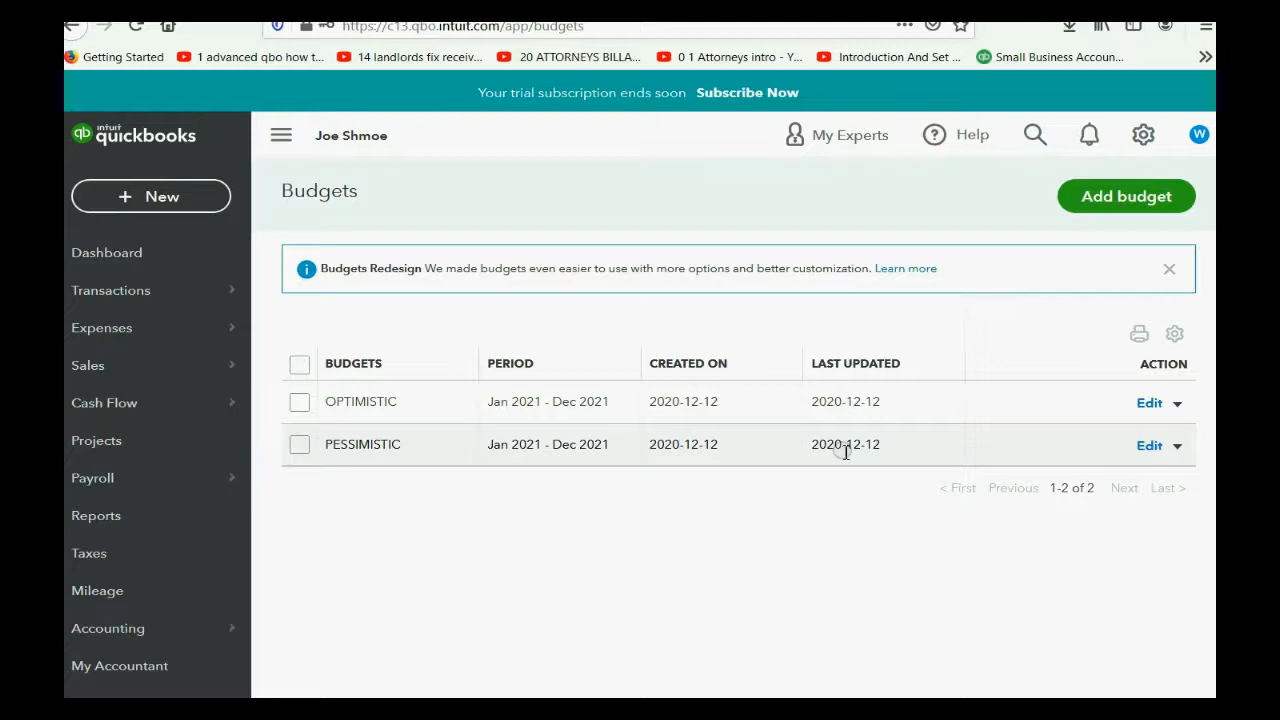 https://c13.qbo.intuit.com/app/budgets
Getting Started 1 advanced qbo how t... 14 landlords fix receiv... 20 ATTORNEYS BILLA... 0 1 Attorneys intro - Y... Introduction And Set ... Small Business Accoun...
Your trial subscription ends soon Subscribe Now
intuit quickbooks Joe Shmoe My Experts Help W
Budgets
+ New Add budget
Dashboard
Budgets Redesign We made budgets even easier to use with more options and better customization. Learn more
Transactions
Expenses
Sales
BUDGETS PERIOD CREATED ON LAST UPDATED ACTION
Cash Flow
OPTIMISTIC Jan 2021 - Dec 2021 2020-12-12 2020-12-12 Edit
Projects
PESSIMISTIC Jan 2021 - Dec 2021 2020-12-12 2020-12-12 Edit
Payroll
< First Previous 1-2 of 2 Next Last >
Reports
Taxes
Mileage
Accounting
My Accountant